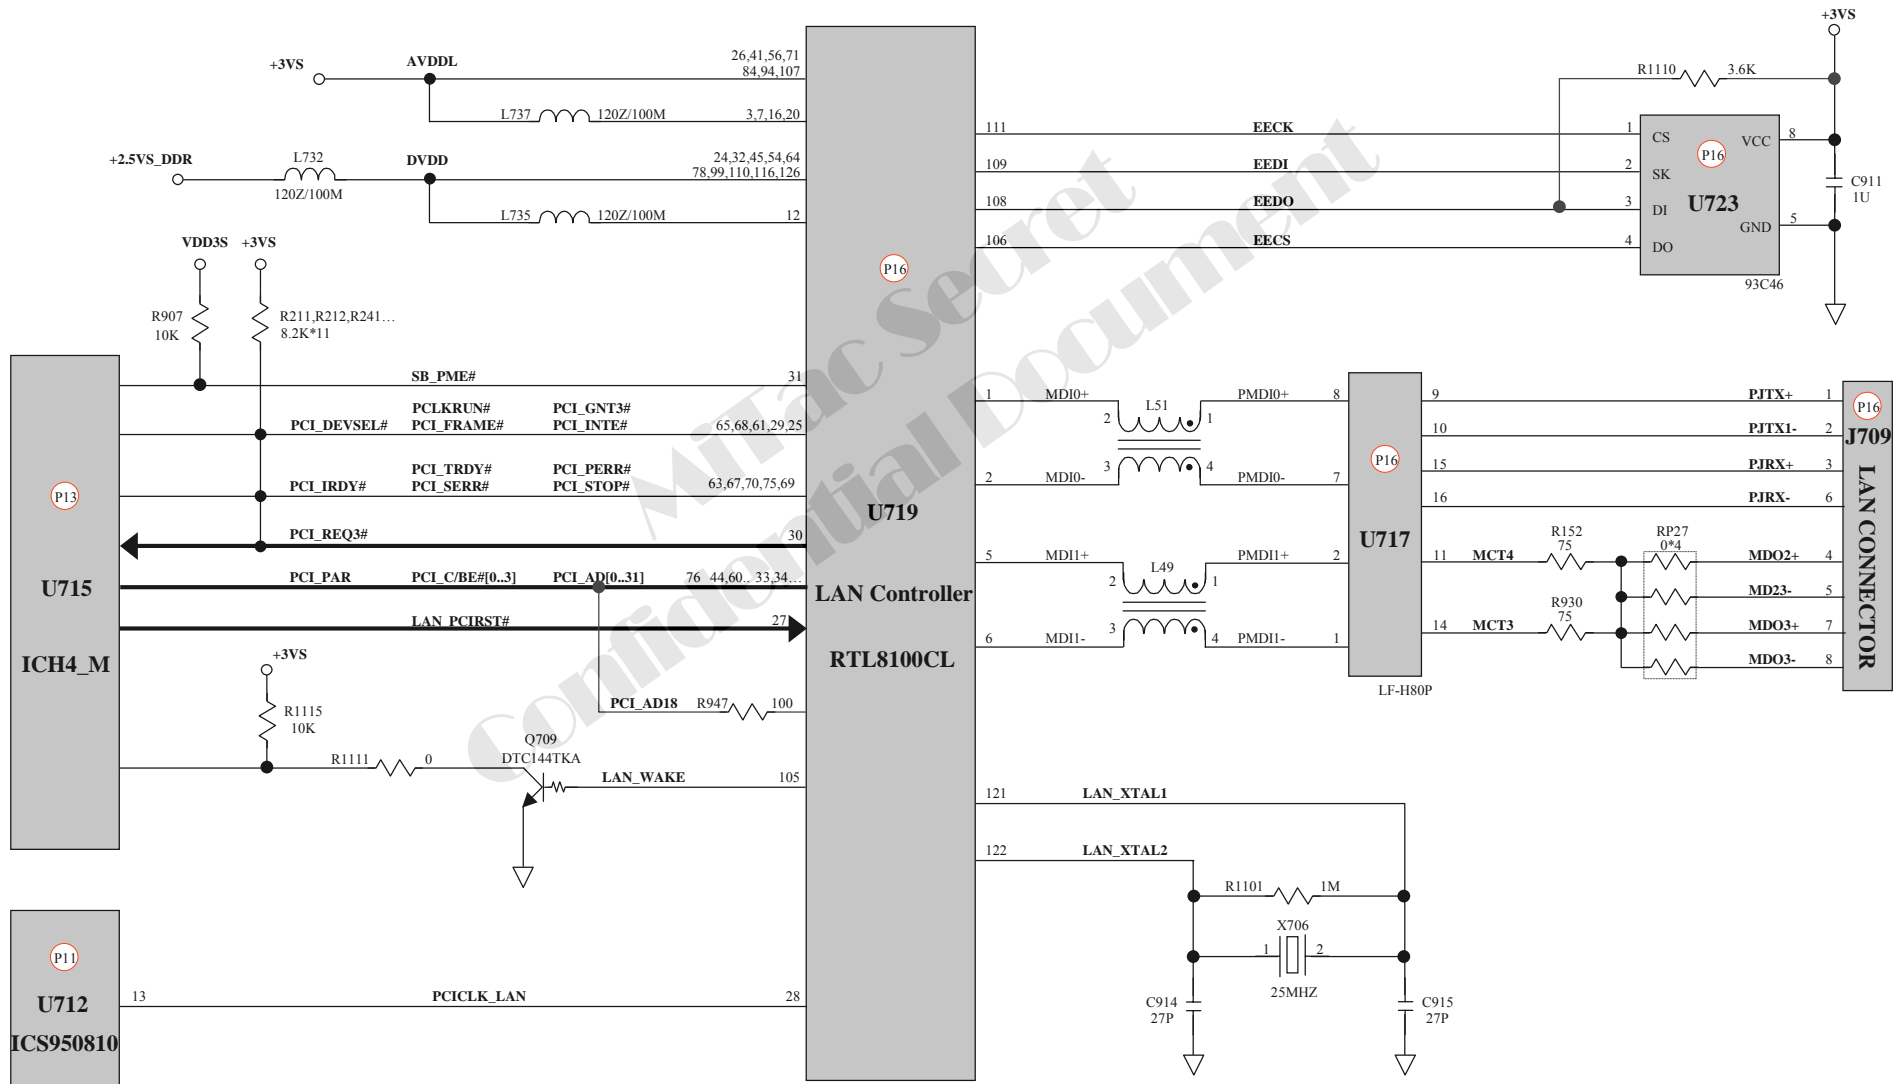 +3VS
AVDDL
26,41,56,71
84,94,107
L737
120Z/100M
3,7,16,20
+2.5VS_DDR
L732
120Z/100M
DVDD
24,32,45,54,64
78,99,110,116,126
L735
120Z/100M
12
VDD3S
+3VS
R907
10K
R211,R212,R241…
8.2K*11
P13
U715
ICH4_M
SB_PME#
31
PCLKRUN#
PCI_GNT3#
PCI_DEVSEL#
PCI_FRAME#
PCI_INTE#
65,68,61,29,25
PCI_TRDY#
PCI_PERR#
PCI_IRDY#
PCI_SERR#
PCI_STOP#
63,67,70,75,69
PCI_REQ3#
30
PCI_PAR
PCI_C/BE#[0..3]
PCI_AD[0..31]
76 44,60.. 33,34…
LAN_PCIRST#
27
+3VS
R1115
10K
PCI_AD18
R947
100
R1111
0
Q709
DTC144TKA
LAN_WAKE
105
P11
U712
ICS950810
13
PCICLK_LAN
28
P16
U719
LAN Controller
RTL8100CL
111
EECK
1
109
EEDI
2
108
EEDO
3
106
EECS
4
+3VS
R1110
3.6K
CS
SK
DI
DO
P16
U723
VCC
8
GND
5
93C46
C911
1U
1
MDI0+
L51
2
1
3
4
PMDI0+
8
2
MDI0-
PMDI0-
7
5
MDI1+
L49
2
1
3
4
PMDI1+
2
6
MDI1-
PMDI1-
1
P16
U717
LF-H80P
9
PJTX+
1
10
PJTX1-
2
15
PJRX+
3
16
PJRX-
6
11
MCT4
R152
75
RP27
0*4
MDO2+
4
MD23-
5
14
MCT3
R930
75
MDO3+
7
MDO3-
8
P16
J709
LAN CONNECTOR
121
LAN_XTAL1
122
LAN_XTAL2
R1101
1M
X706
1
2
25MHZ
C914
27P
C915
27P
MiTac Secret
Confidential Document